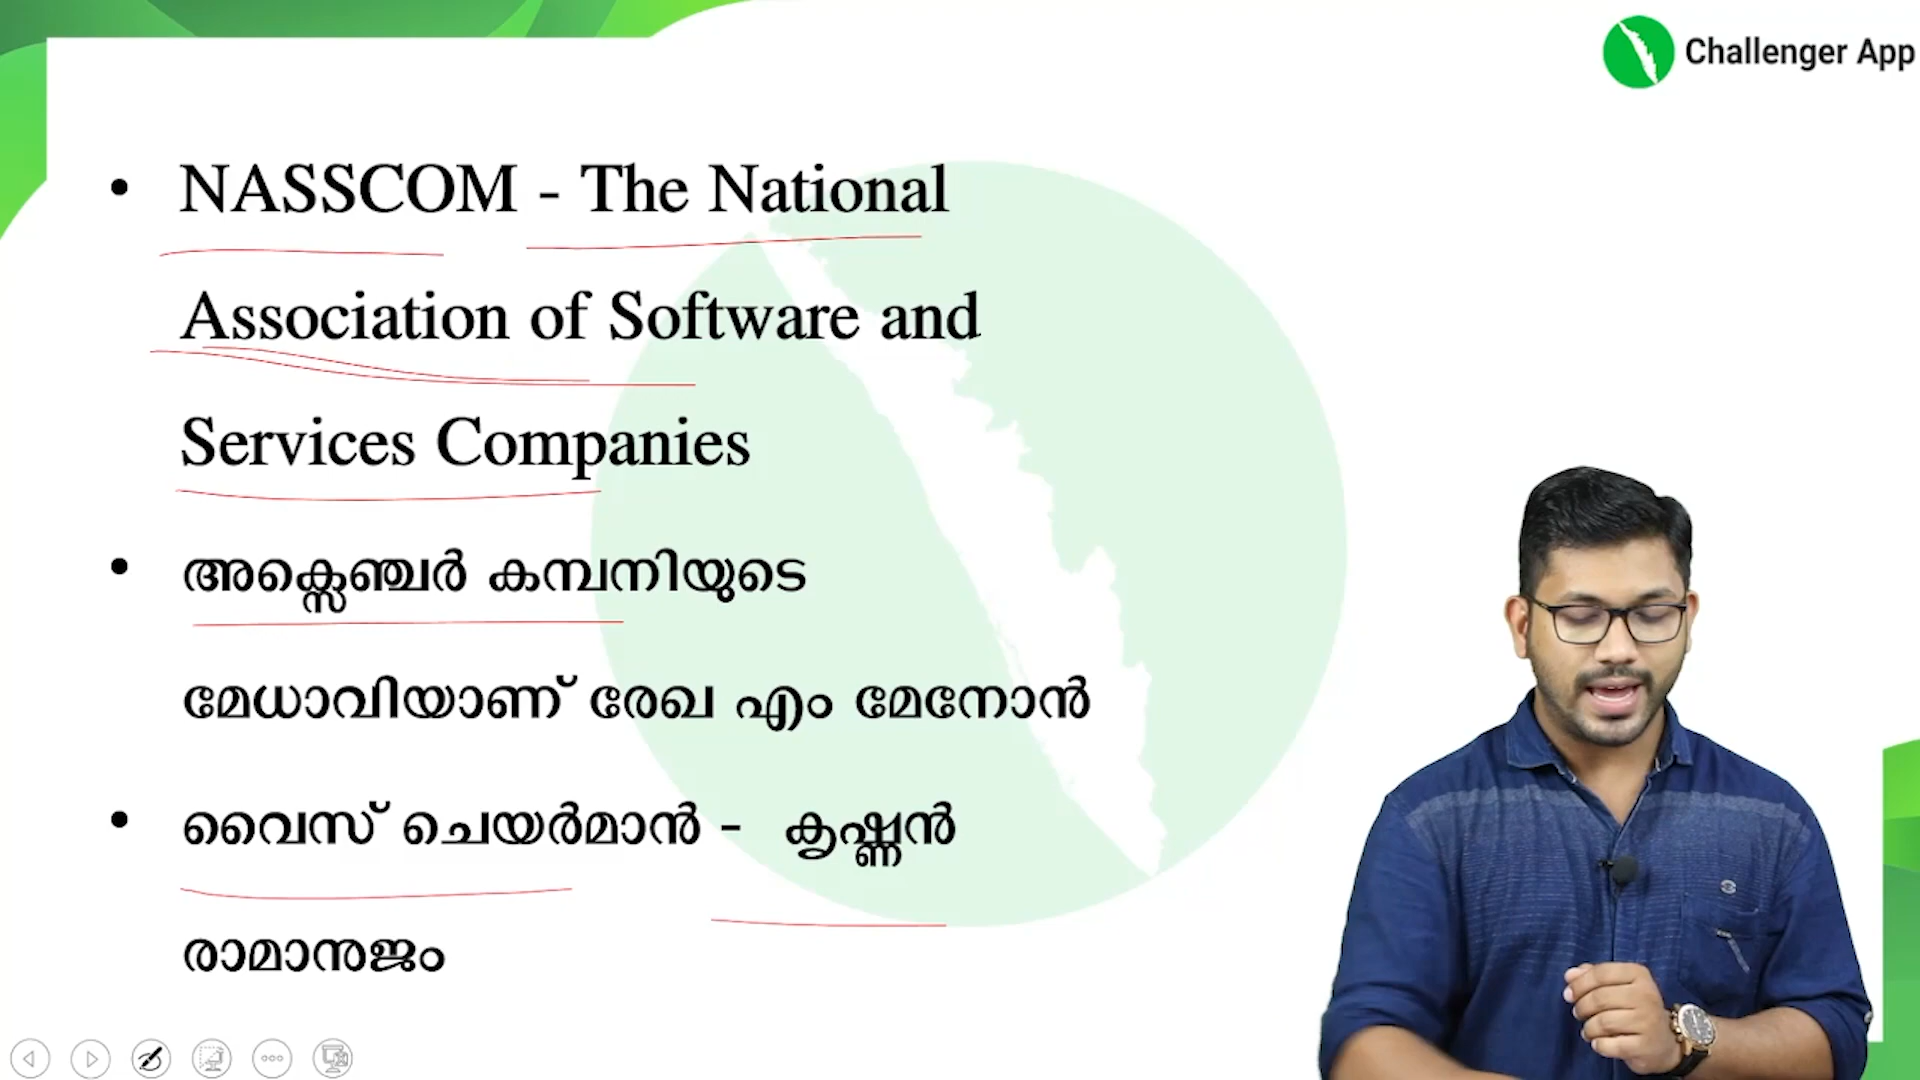 Challenger App
• NASSCOM - The National
Association of Software and
Services Companies
• അക്സെഞ്ചർ കമ്പനിയുടെ
മേധാവിയാണ് രേഖ എം മേനോൻ
• വൈസ് ചെയർമാൻ - കൃഷ്ണൻ
രാമാനുജം